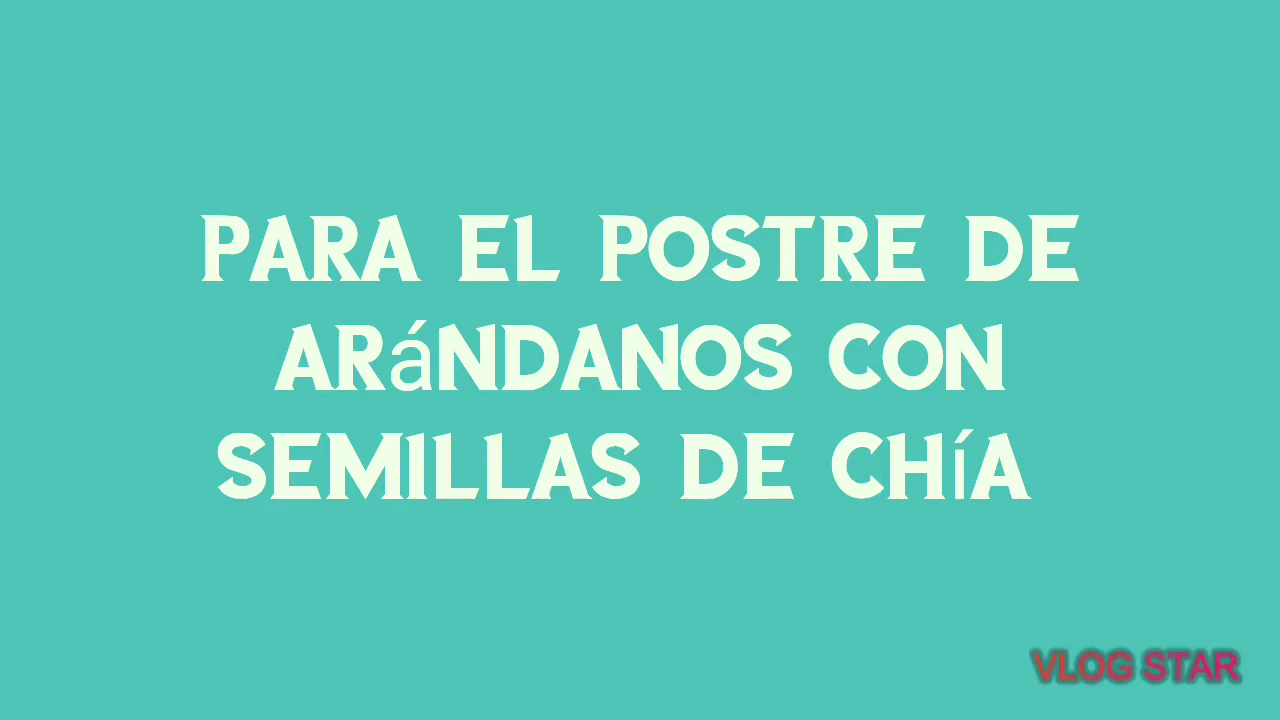 PARA EL POSTRE DE
ARáNDANOS CON
SEMILLAS DE CHíA
VLOG STAR